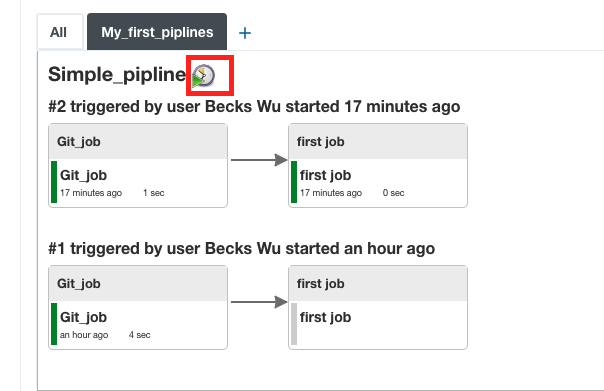 All My_first_piplines +
Simple_pipline
#2 triggered by user Becks Wu started 17 minutes ago
Git_job first job
Git_job first job
17 minutes ago 1 sec 17 minutes ago 0 sec
#1 triggered by user Becks Wu started an hour ago
Git_job first job
Git_job first job
an hour ago 4 sec